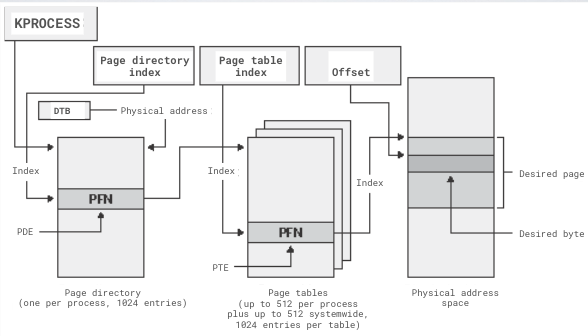 KPROCESS
Page directory
index
Page table
index
Offset
DTB
Physical address
Index
PFN
PDE
Index
PFN
PTE
Index
Desired page
Desired byte
Page directory
(one per process, 1024 entries)
Page tables
(up to 512 per process
plus up to 512 systemwide,
1024 entries per table)
Physical address
space